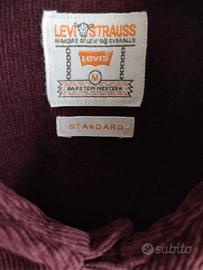 LEVI STRAUSS
MAKERS OF LEVI'S® OVERALLS
Levi's
M
BARSTOW WESTERN
STANDARD
subito